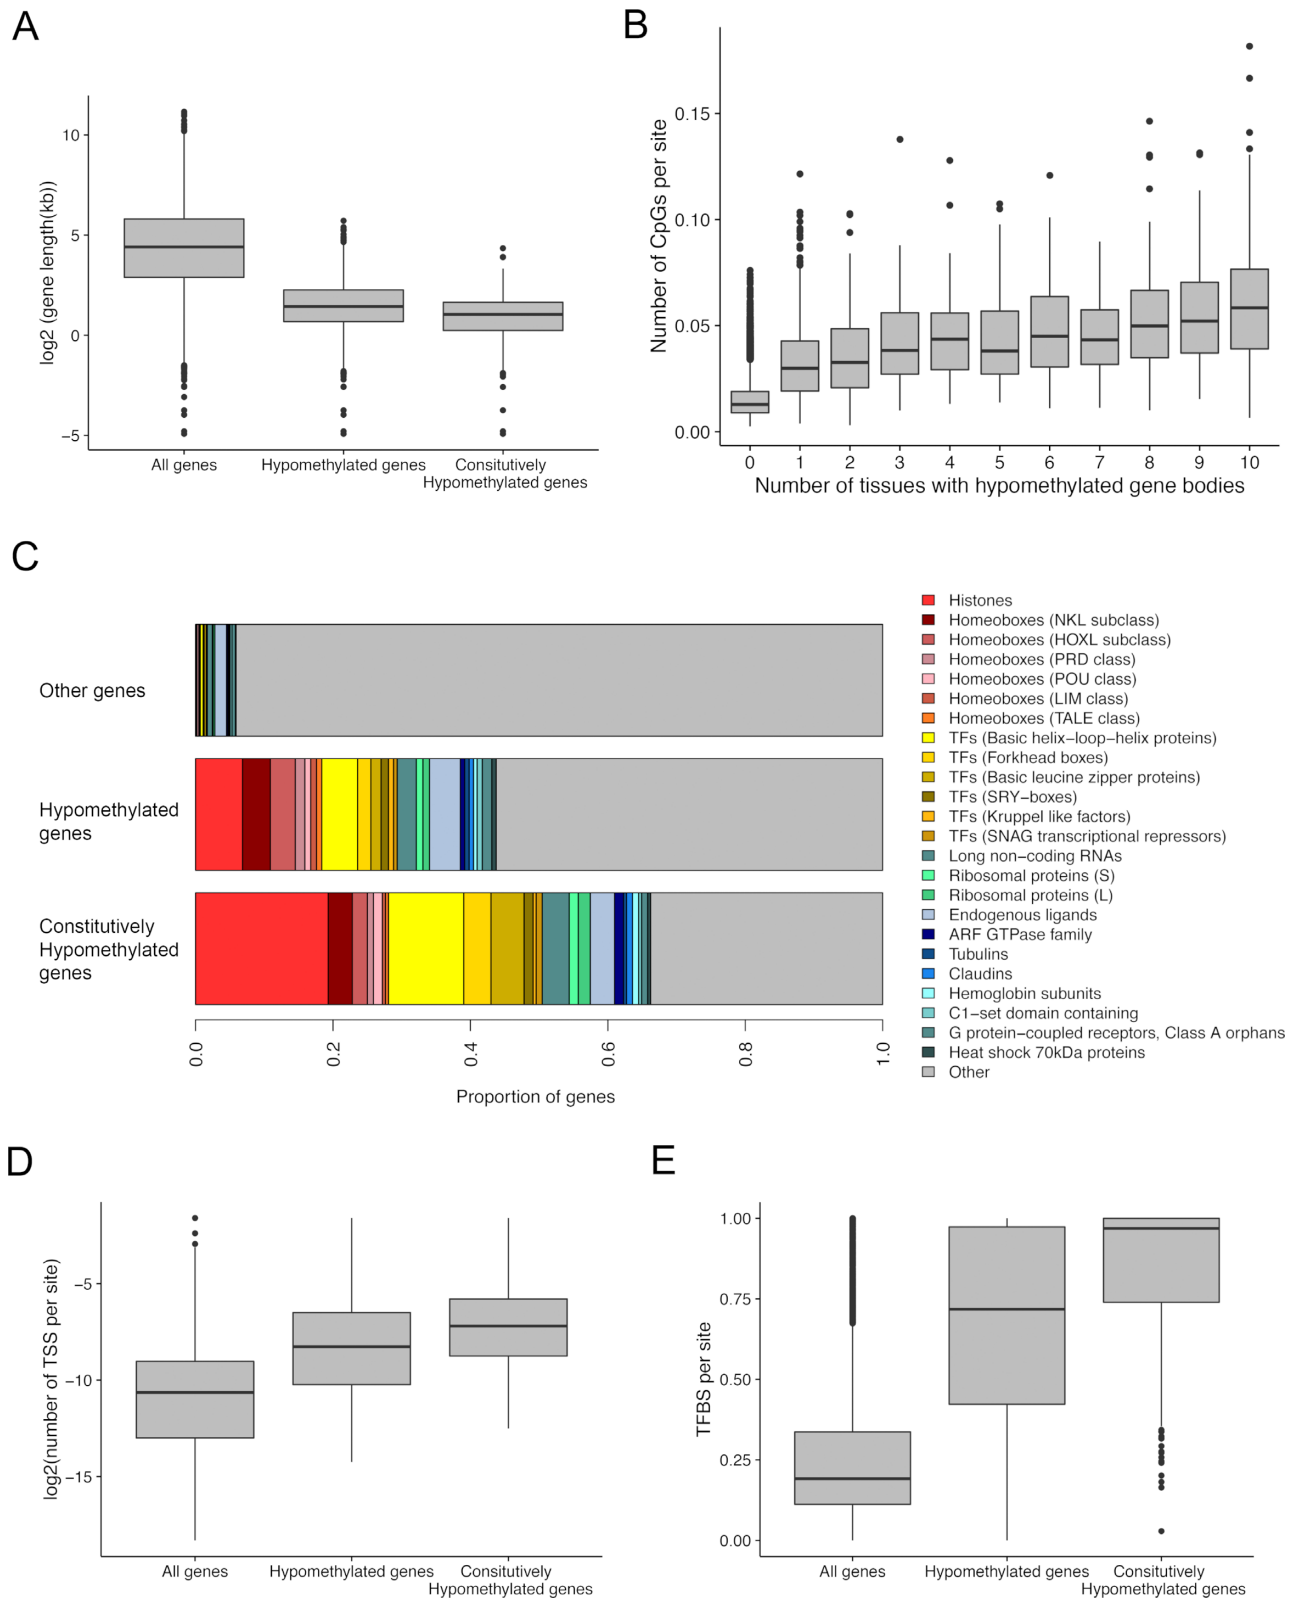 A
log2 (gene length(kb))
10
5
0
−5
All genes
Hypomethylated genes
Consitutively
Hypomethylated genes
B
Number of CpGs per site
0.15
0.10
0.05
0.00
0 1 2 3 4 5 6 7 8 9 10
Number of tissues with hypomethylated gene bodies
C
Other genes
Hypomethylated
genes
Constitutively
Hypomethylated
genes
0.0 0.2 0.4 0.6 0.8 1.0
Proportion of genes
Histones
Homeoboxes (NKL subclass)
Homeoboxes (HOXL subclass)
Homeoboxes (PRD class)
Homeoboxes (POU class)
Homeoboxes (LIM class)
Homeoboxes (TALE class)
TFs (Basic helix−loop−helix proteins)
TFs (Forkhead boxes)
TFs (Basic leucine zipper proteins)
TFs (SRY−boxes)
TFs (Kruppel like factors)
TFs (SNAG transcriptional repressors)
Long non−coding RNAs
Ribosomal proteins (S)
Ribosomal proteins (L)
Endogenous ligands
ARF GTPase family
Tubulins
Claudins
Hemoglobin subunits
C1−set domain containing
G protein−coupled receptors, Class A orphans
Heat shock 70kDa proteins
Other
D
log2(number of TSS per site)
−5
−10
−15
All genes
Hypomethylated genes
Consitutively
Hypomethylated genes
E
TFBS per site
1.00
0.75
0.50
0.25
0.00
All genes
Hypomethylated genes
Consitutively
Hypomethylated genes